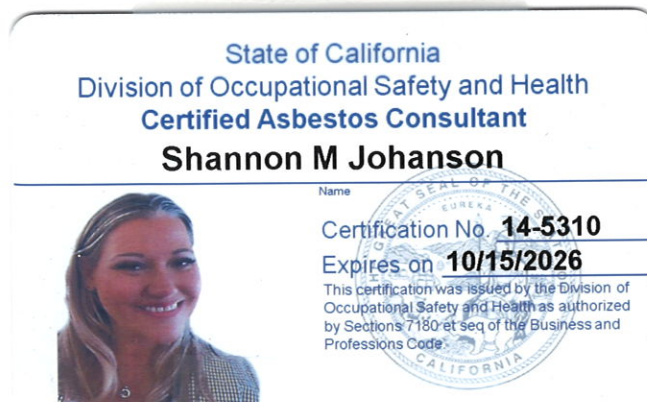 State of California
Division of Occupational Safety and Health
Certified Asbestos Consultant
Shannon M Johanson
Name
Certification No. 14-5310
Expires on 10/15/2026
This certification was issued by the Division of
Occupational Safety and Health as authorized
by Sections 7180 et seq of the Business and
Professions Code.
EUREKA
CALIFORNIA